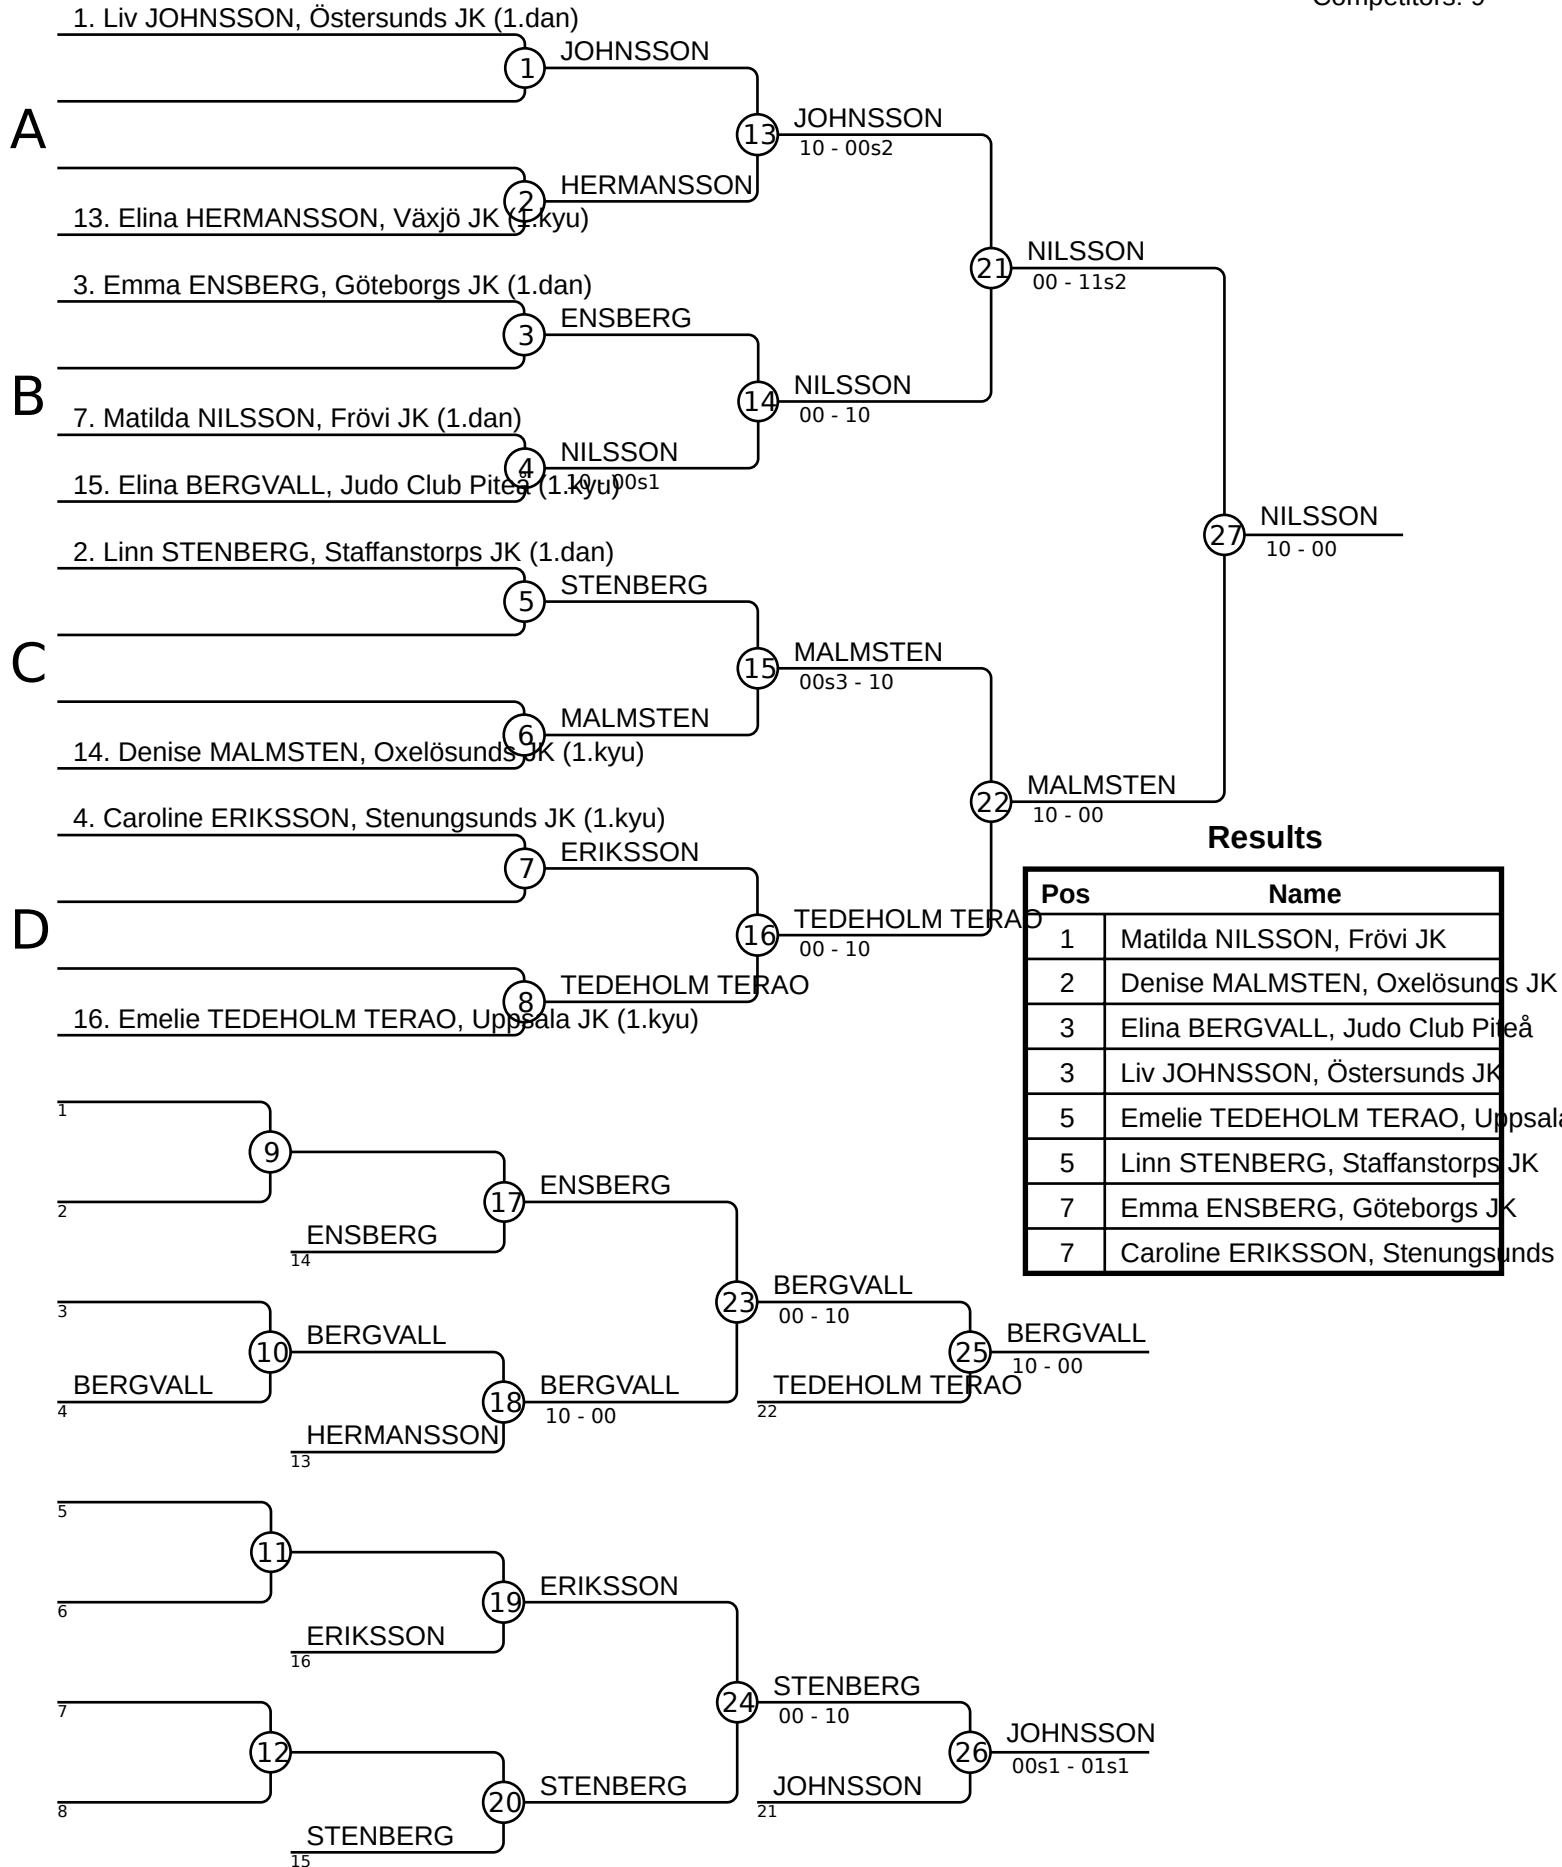 Competitors: 9
1. Liv JOHNSSON, Östersunds JK (1.dan)
1
JOHNSSON
A
13
JOHNSSON
10 - 00s2
2
HERMANSSON
13. Elina HERMANSSON, Växjö JK (1.kyu)
21
NILSSON
00 - 11s2
3. Emma ENSBERG, Göteborgs JK (1.dan)
3
ENSBERG
B
14
NILSSON
00 - 10
7. Matilda NILSSON, Frövi JK (1.dan)
4
NILSSON
10 - 00s1
15. Elina BERGVALL, Judo Club Piteå (1.kyu)
27
NILSSON
10 - 00
2. Linn STENBERG, Staffanstorps JK (1.dan)
5
STENBERG
C
15
MALMSTEN
00s3 - 10
6
MALMSTEN
14. Denise MALMSTEN, Oxelösunds JK (1.kyu)
22
MALMSTEN
10 - 00
4. Caroline ERIKSSON, Stenungsunds JK (1.kyu)
7
ERIKSSON
D
16
TEDEHOLM TERAO
00 - 10
8
TEDEHOLM TERAO
16. Emelie TEDEHOLM TERAO, Uppsala JK (1.kyu)
Results
Pos Name
1 Matilda NILSSON, Frövi JK
2 Denise MALMSTEN, Oxelösunds JK
3 Elina BERGVALL, Judo Club Piteå
3 Liv JOHNSSON, Östersunds JK
5 Emelie TEDEHOLM TERAO, Uppsala
5 Linn STENBERG, Staffanstorps JK
7 Emma ENSBERG, Göteborgs JK
7 Caroline ERIKSSON, Stenungsunds
1
9
2
17
ENSBERG
ENSBERG
14
23
BERGVALL
00 - 10
3
10
BERGVALL
BERGVALL
4
18
BERGVALL
10 - 00
HERMANSSON
13
25
BERGVALL
10 - 00
TEDEHOLM TERAO
22
5
11
6
19
ERIKSSON
ERIKSSON
16
24
STENBERG
00 - 10
7
12
8
20
STENBERG
STENBERG
15
26
JOHNSSON
00s1 - 01s1
JOHNSSON
21